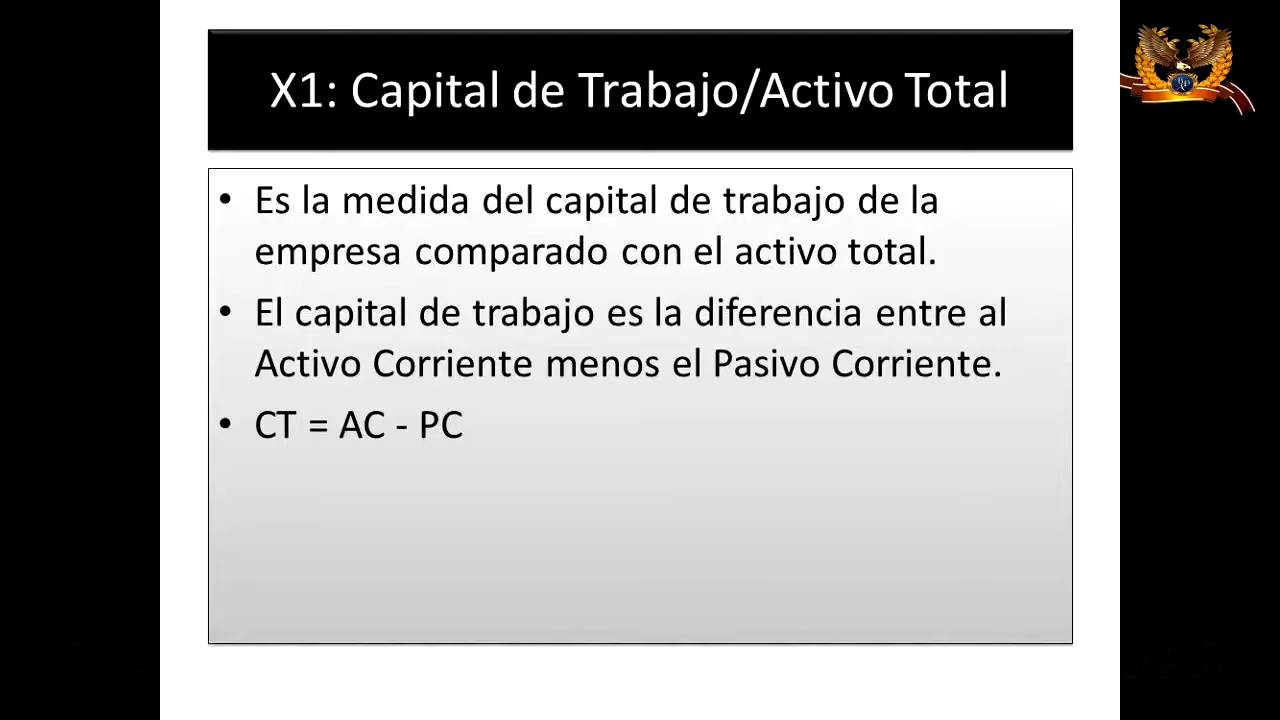 X1: Capital de Trabajo/Activo Total
• Es la medida del capital de trabajo de la
empresa comparado con el activo total.
• El capital de trabajo es la diferencia entre al
Activo Corriente menos el Pasivo Corriente.
• CT = AC - PC